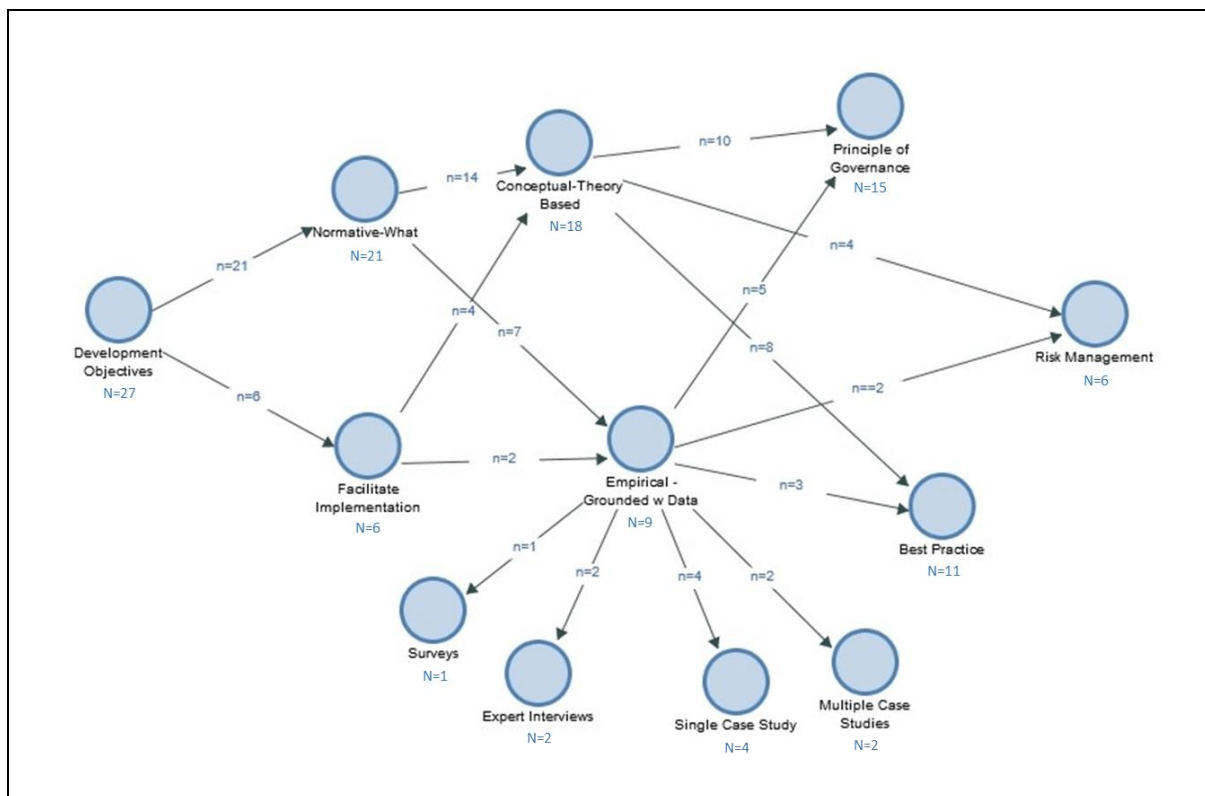 n=10
Principle of
Governance
N=15
n=14
Conceptual-Theory
Based
N=18
Normative-What
N=21
n=21
n=4
n=5
n=4
n=7
n=8
Development
Objectives
N=27
Risk Management
N=6
n=6
n==2
n=2
Facilitate
Implementation
N=6
Empirical -
Grounded w Data
N=9
n=3
Best Practice
N=11
n=1
n=2
n=4
n=2
Surveys
N=1
Expert Interviews
N=2
Single Case Study
N=4
Multiple Case
Studies
N=2